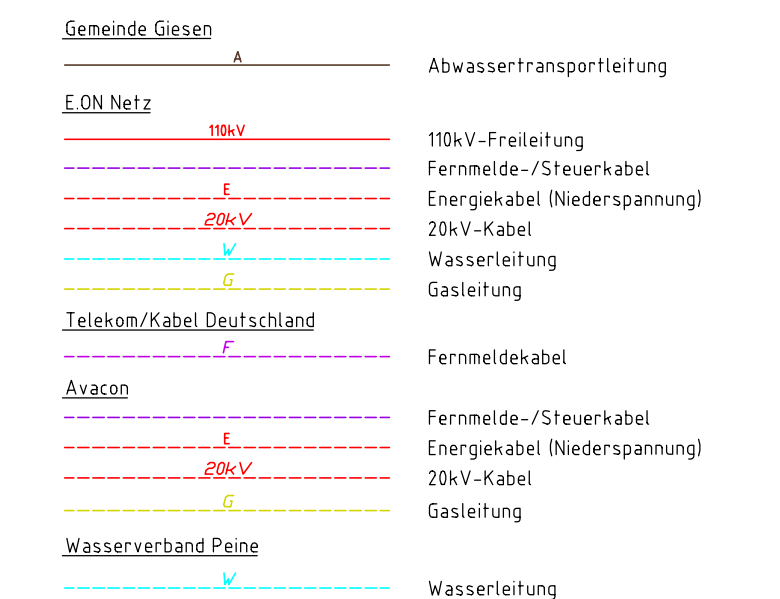 Gemeinde Giesen
A Abwassertransportleitung
E.ON Netz
110kV 110kV-Freileitung
Fernmelde-/Steuerkabel
E Energiekabel (Niederspannung)
20kV 20kV-Kabel
W Wasserleitung
G Gasleitung
Telekom/Kabel Deutschland
F Fernmeldekabel
Avacon
Fernmelde-/Steuerkabel
E Energiekabel (Niederspannung)
20kV 20kV-Kabel
G Gasleitung
Wasserverband Peine
W Wasserleitung